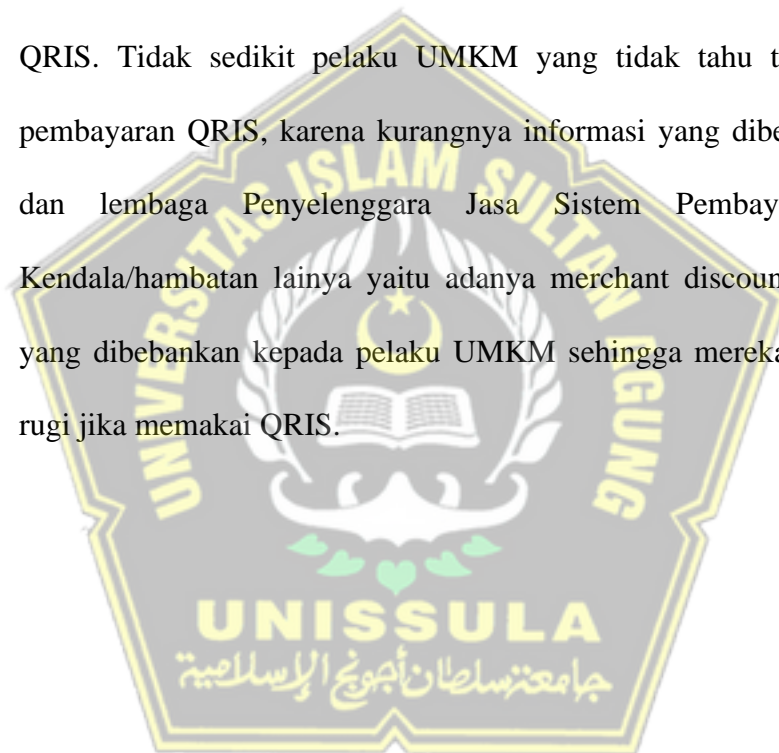 QRIS. Tidak sedikit pelaku UMKM yang tidak tahu
pembayaran QRIS, karena kurangnya informasi yang
dan lembaga Penyelenggara Jasa Sistem
Kendala/hambatan lainya yaitu adanya merchant
yang dibebankan kepada pelaku UMKM sehingga mereka
rugi jika memakai QRIS.
UNIVERSITAS ISLAM SULTAN AGUNG
UNISSULA
جامعة سلطان أجونج الإسلامية